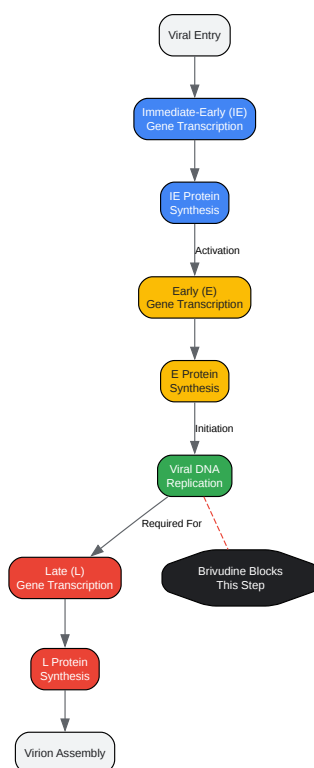 Viral Entry
Immediate-Early (IE)
Gene Transcription
IE Protein
Synthesis
Activation
Early (E)
Gene Transcription
E Protein
Synthesis
Initiation
Viral DNA
Replication
Required For
Late (L)
Gene Transcription
Brivudine Blocks
This Step
L Protein
Synthesis
Virion Assembly